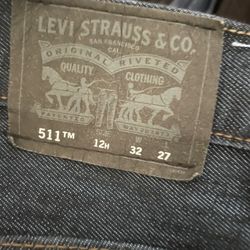 LEVI STRAUSS & CO.
SAN FRANCISCO
CAL.
ORIGINAL RIVETED
QUALITY CLOTHING
511™ 12H 32 27